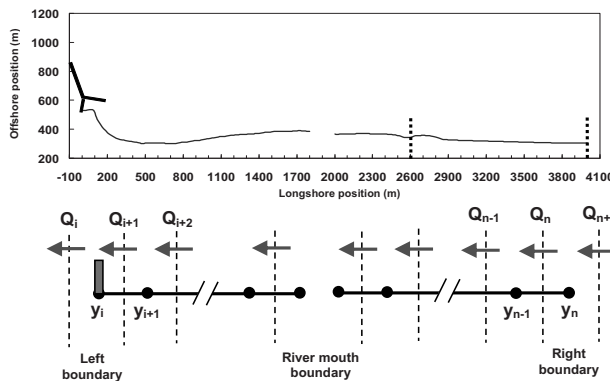 1200
1000
800
600
400
200
Offshore position (m)
-100 200 500 800 1100 1400 1700 2000 2300 2600 2900 3200 3500 3800 4100
Longshore position (m)
Qi Qi+1 Qi+2 Qn-1 Qn Qn+
yi yi+1 yn-1 yn
Left boundary
River mouth boundary
Right boundary